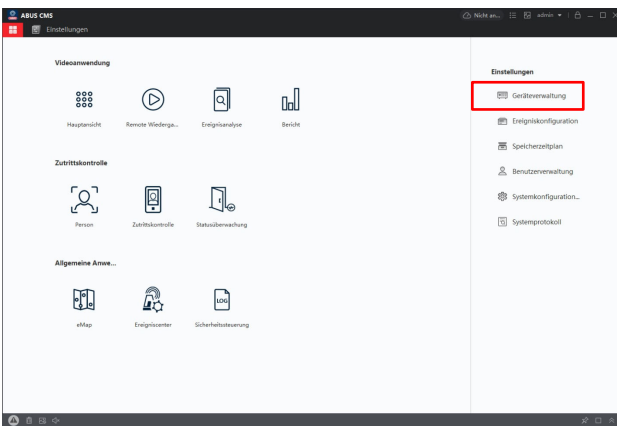 ABUS CMS
Nicht an...
admin
Einstellungen
Videoanwendung
Hauptansicht
Remote Wiederga...
Ereignisanalyse
Bericht
Zutrittskontrolle
Person
Zutrittskontrolle
Statusüberwachung
Allgemeine Anwe...
eMap
Ereigniscenter
LOG
Sicherheitssteuerung
Einstellungen
Geräteverwaltung
Ereigniskonfiguration
Speicherzeitplan
Benutzerverwaltung
Systemkonfiguration...
Systemprotokoll